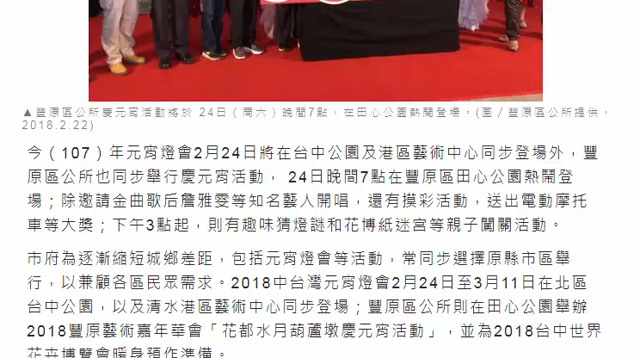 ▲豐原區公所慶元宵活動將於 24日（周六）晚間7點，在田心公園熱鬧登場。(圖／豐原區公所提供，
2018.2.22)
今（107）年元宵燈會2月24日將在台中公園及港區藝術中心同步登場外，豐
原區公所也同步舉行慶元宵活動， 24日晚間7點在豐原區田心公園熱鬧登
場；除邀請金曲歌后詹雅雯等知名藝人開唱，還有摸彩活動，送出電動摩托
車等大獎；下午3點起，則有趣味猜燈謎和花博紙迷宮等親子闖關活動。
市府為逐漸縮短城鄉差距，包括元宵燈會等活動，常同步選擇原縣市區舉
行，以兼顧各區民眾需求。2018中台灣元宵燈會2月24日至3月11日在北區
台中公園，以及清水港區藝術中心同步登場；豐原區公所則在田心公園舉辦
2018豐原藝術嘉年華會「花都水月葫蘆墩慶元宵活動」，並為2018台中世界
花卉博覽會暖身預作準備。